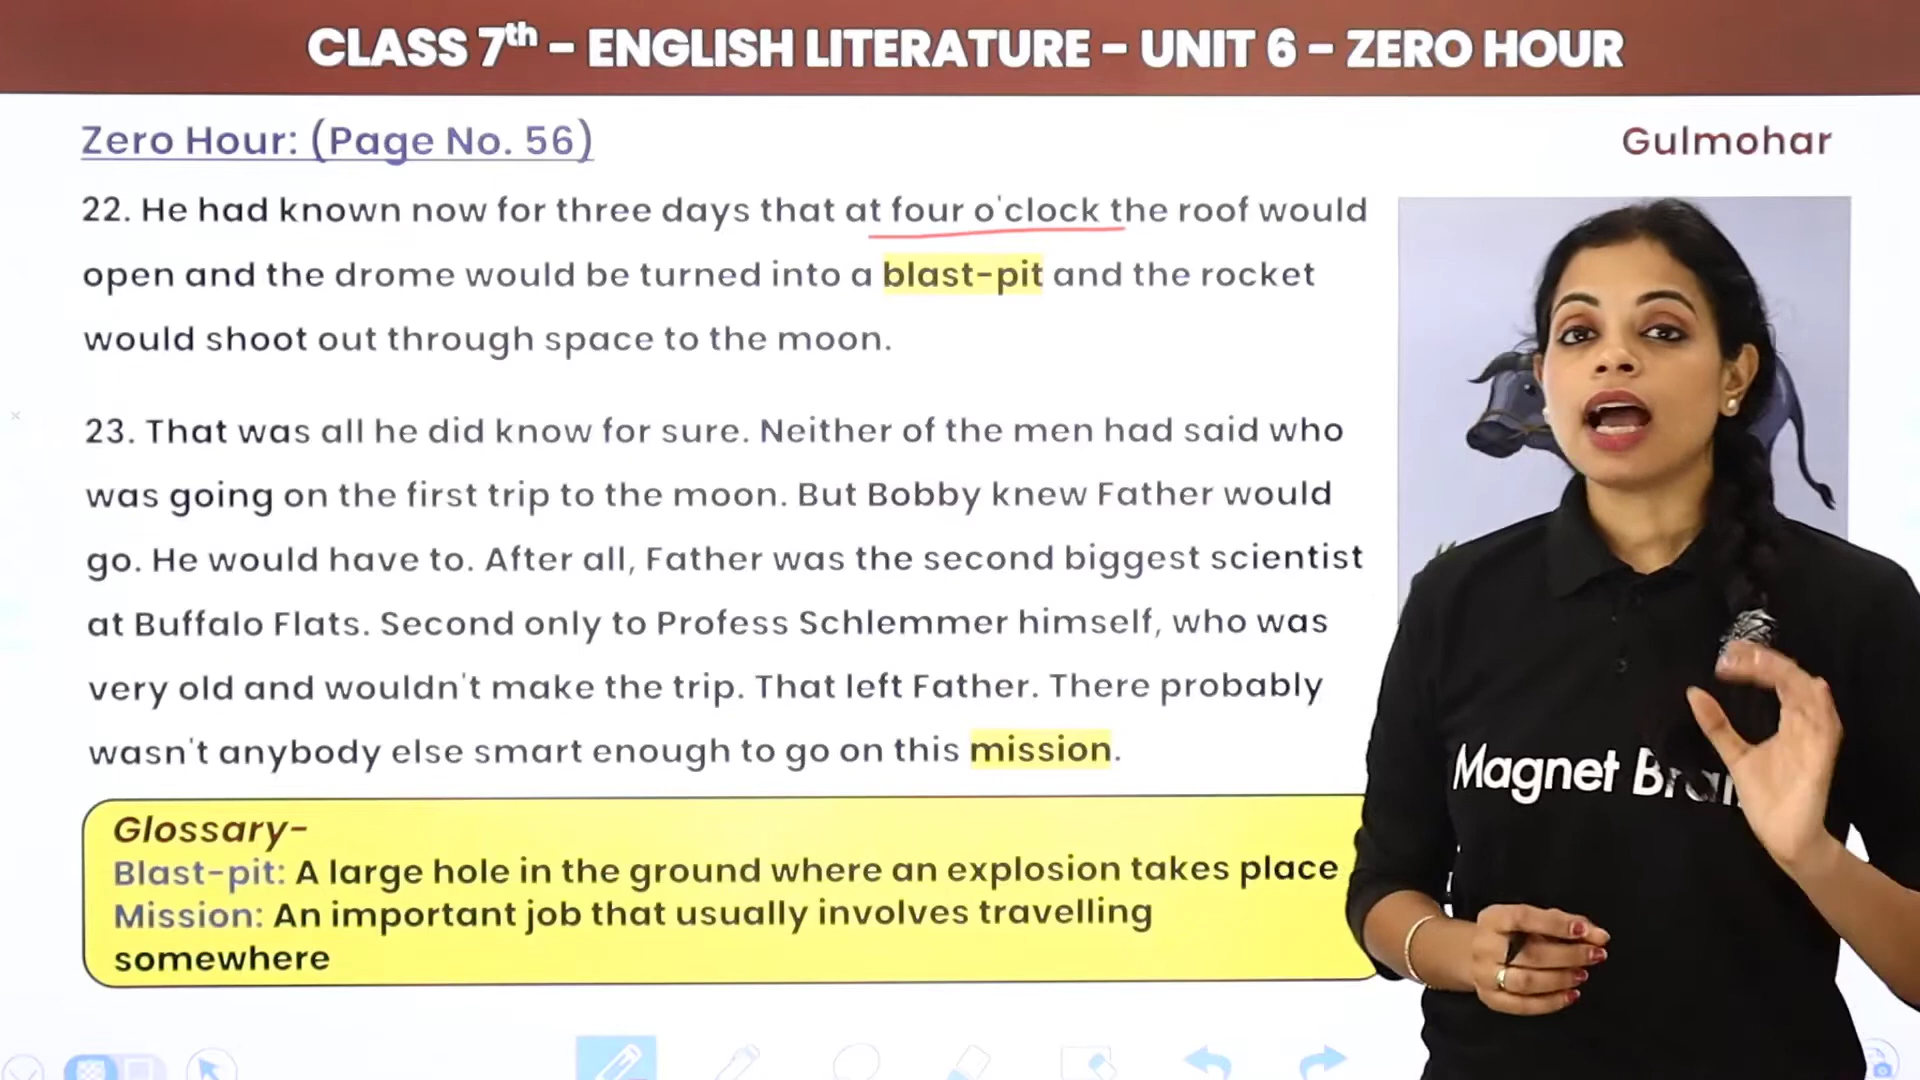 CLASS 7th – ENGLISH LITERATURE – UNIT 6 – ZERO HOUR
Zero Hour: (Page No. 56)
Gulmohar
22. He had known now for three days that at four o'clock the roof would
open and the drome would be turned into a blast-pit and the rocket
would shoot out through space to the moon.
23. That was all he did know for sure. Neither of the men had said who
was going on the first trip to the moon. But Bobby knew Father would
go. He would have to. After all, Father was the second biggest scientist
at Buffalo Flats. Second only to Profess Schlemmer himself, who was
very old and wouldn't make the trip. That left Father. There probably
wasn't anybody else smart enough to go on this mission.
Glossary-
Blast-pit: A large hole in the ground where an explosion takes place
Mission: An important job that usually involves travelling
somewhere
Magnet